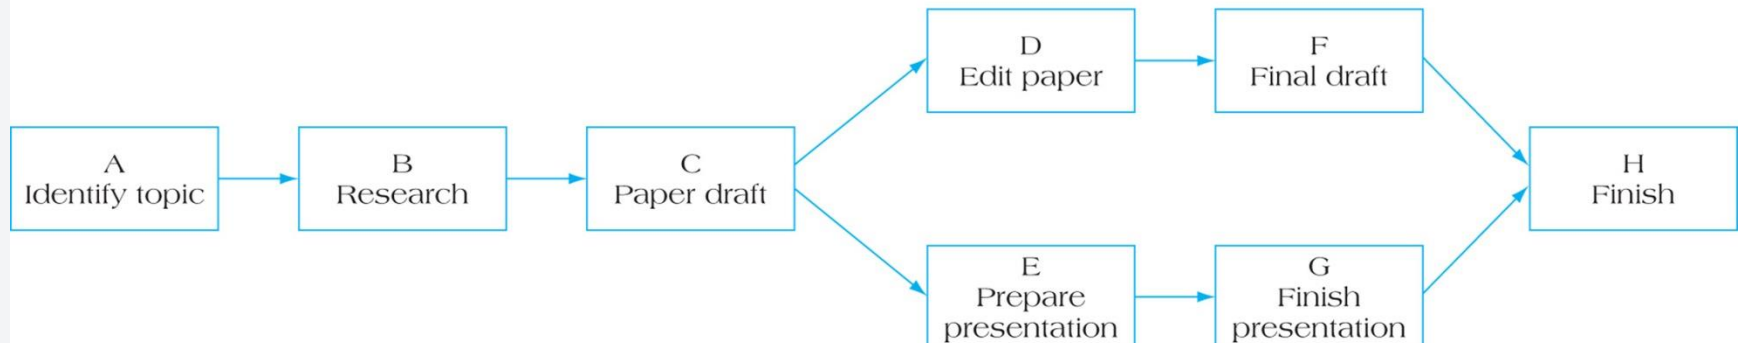 A
Identify topic
B
Research
C
Paper draft
D
Edit paper
F
Final draft
E
Prepare
presentation
G
Finish
presentation
H
Finish